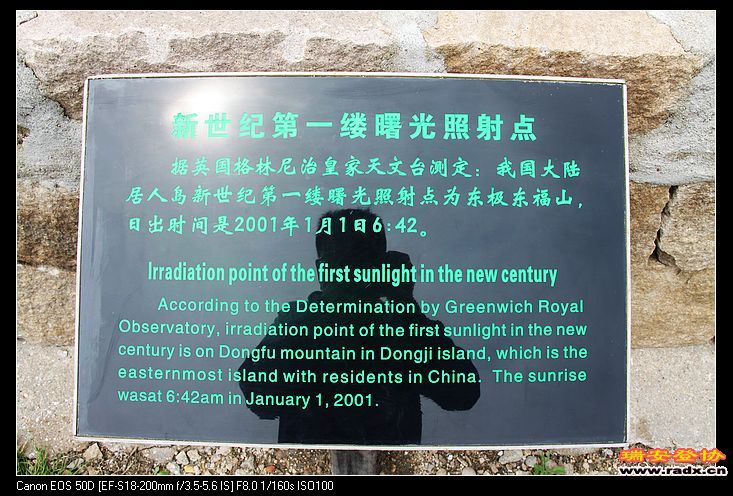 新世纪第一缕曙光照射点
据英国格林尼治皇家天文台测定：我国大陆
居人岛新世纪第一缕曙光照射点为东极东福山，
日出时间是2001年1月1日6:42。
Irradiation point of the first sunlight in the new century
According to the Determination by Greenwich Royal
Observatory, irradiation point of the first sunlight in the new
century is on Dongfu mountain in Dongji island, which is the
easternmost island with residents in China. The sunrise
wasat 6:42am in January 1, 2001.
瑞安登协
www.radx.cn
Canon EOS 50D [EF-S18-200mm f/3.5-5.6 IS] F8.0 1/160s ISO100